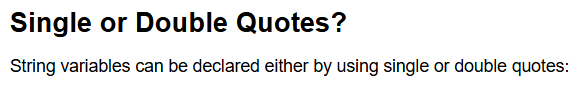 Single or Double Quotes?
String variables can be declared either by using single or double quotes: